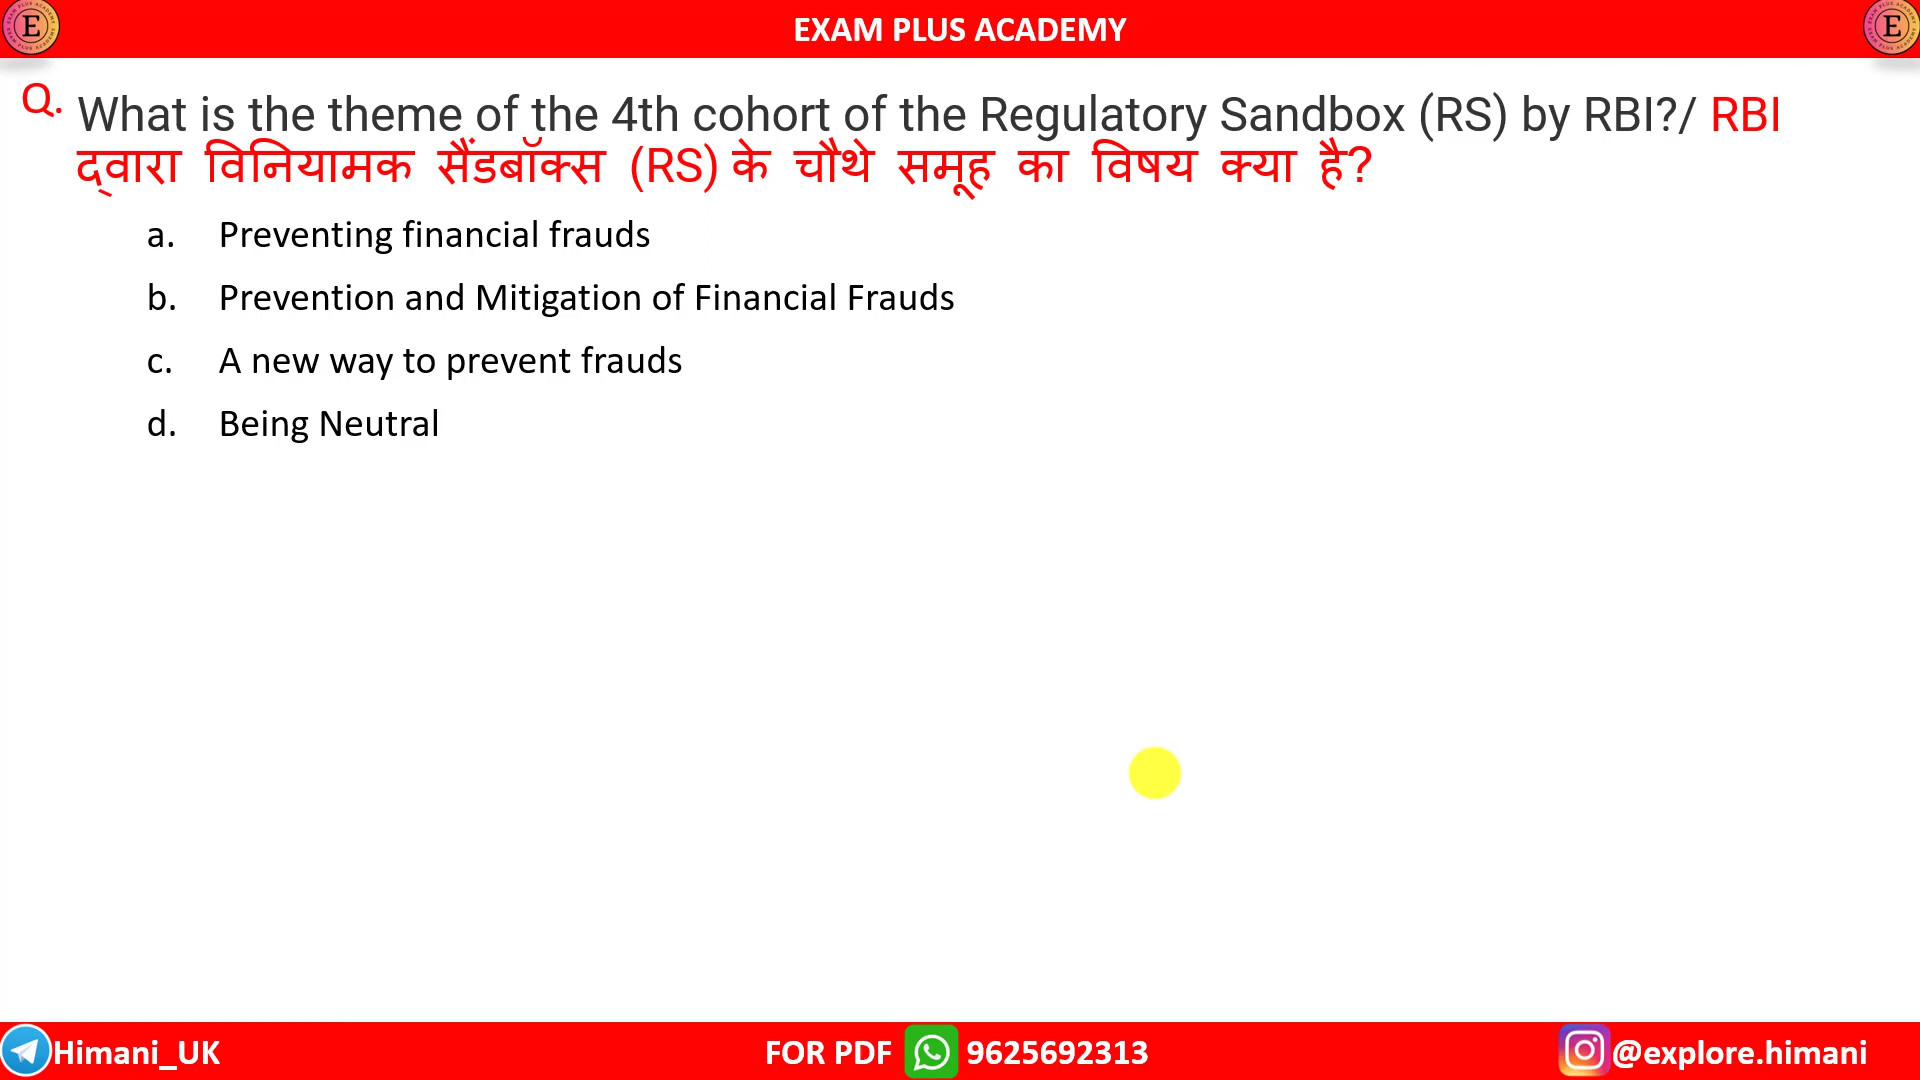 EXAM PLUS ACADEMY
E
E
Q. What is the theme of the 4th cohort of the Regulatory Sandbox (RS) by RBI?/ RBI
द्वारा विनियामक सैंडबॉक्स (RS) के चौथे समूह का विषय क्या है?
a. Preventing financial frauds
b. Prevention and Mitigation of Financial Frauds
c. A new way to prevent frauds
d. Being Neutral
Himani_UK
FOR PDF 9625692313
@explore.himani